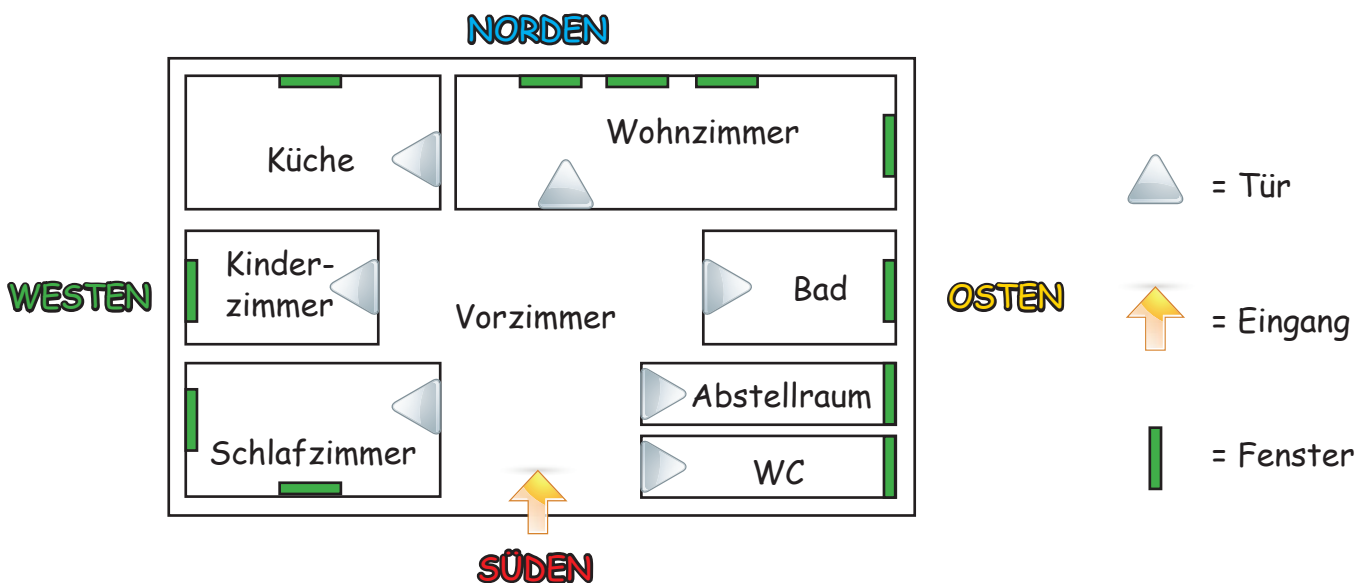 NORDEN
Wohnzimmer
Küche
= Tür
Kinder-
zimmer
Bad
WESTEN
Vorzimmer
OSTEN
= Eingang
Abstellraum
Schlafzimmer
WC
= Fenster
SÜDEN